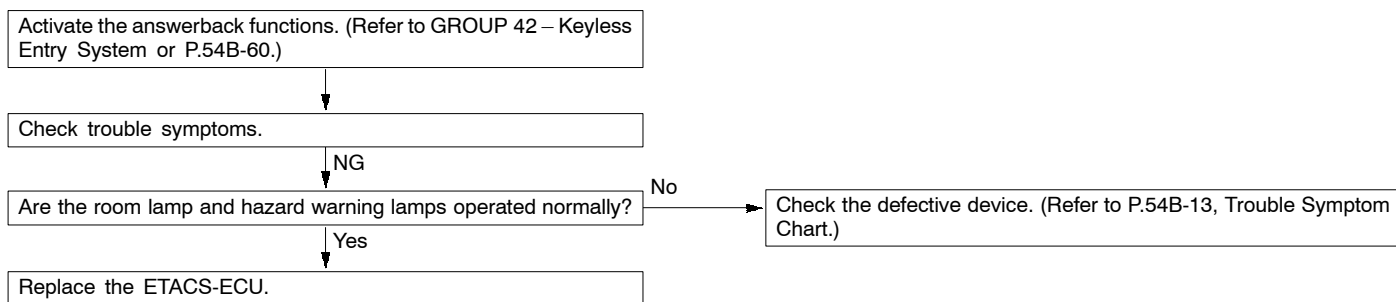 Activate the answerback functions. (Refer to GROUP 42 – Keyless
Entry System or P.54B-60.)
Check trouble symptoms.
NG
Are the room lamp and hazard warning lamps operated normally?
No
Check the defective device. (Refer to P.54B-13, Trouble Symptom
Chart.)
Yes
Replace the ETACS-ECU.